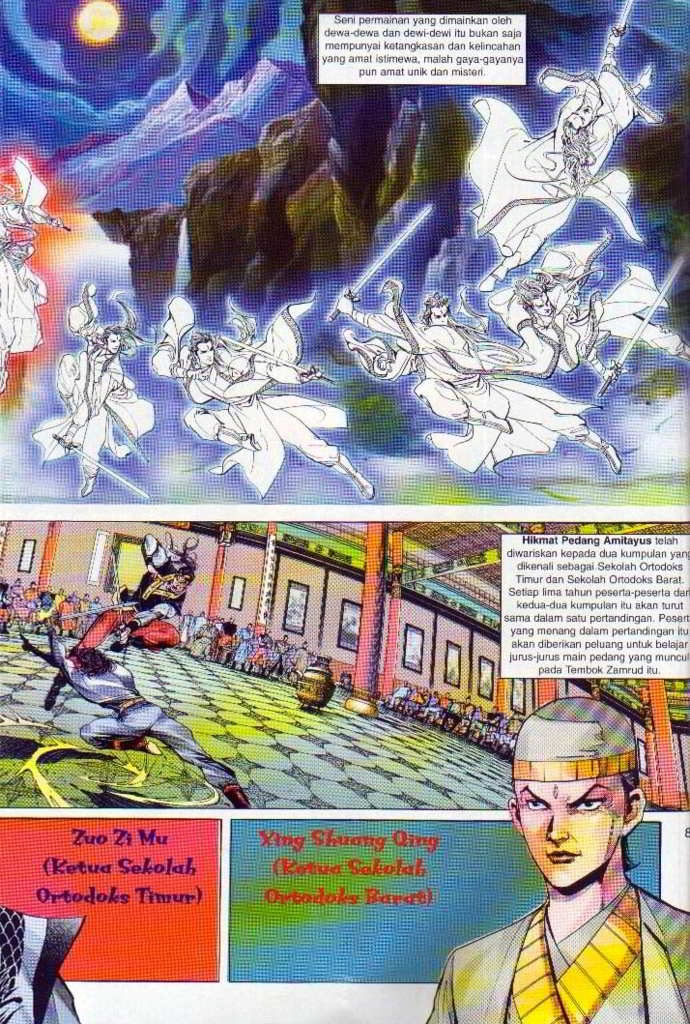 Seni permainan yang dimainkan oleh
dewa-dewa dan dewi-dewi itu bukan saja
mempunyai ketangkasan dan kelincahan
yang amat istimewa, malah gaya-gayanya
pun amat unik dan misteri.
Hikmat Pedang Amitayus telah
diwariskan kepada dua kumpulan yang
dikenali sebagai Sekolah Ortodoks
Timur dan Sekolah Ortodoks Barat.
Setiap lima tahun peserta-peserta dari
kedua-dua kumpulan itu akan turut
sama dalam satu pertandingan. Peserta
yang menang dalam pertandingan itu
akan diberikan peluang untuk belajar
jurus-jurus main pedang yang muncul
pada Tembok Zamrud itu.
Zuo Zi Mu
(Ketua Sekolah
Ortodoks Timur)
Ying Shuang Qing
(Ketua Sekolah
Ortodoks Barat)
8